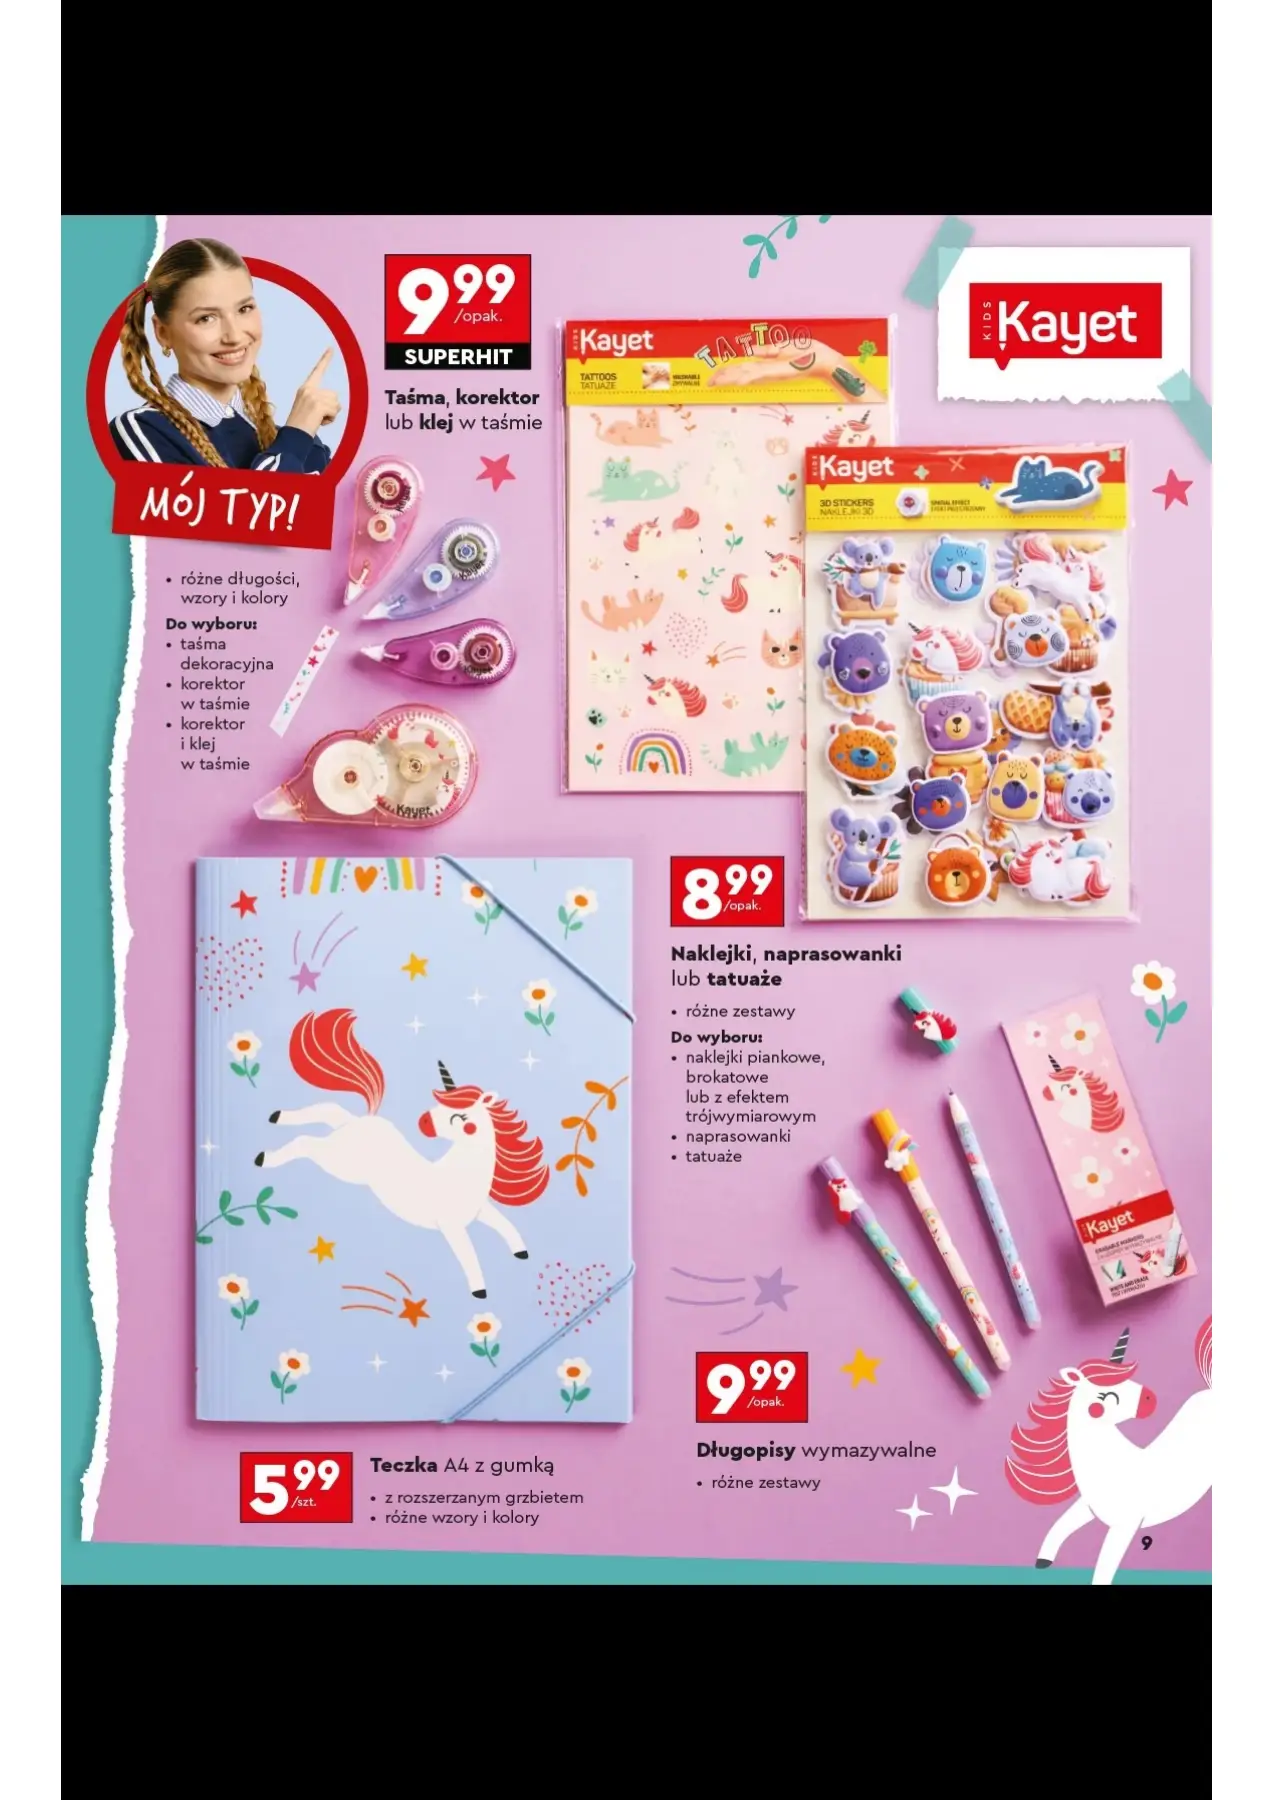 9.99
/opak.
SUPERHIT
Taśma, korektor
lub klej w taśmie
MÓJ TYP!
• różne długości,
wzory i kolory
Do wyboru:
• taśma
dekoracyjna
• korektor
w taśmie
• korektor
i klej
w taśmie
KIDS
Kayet
Kayet
TATTOO
TATTOOS
TATUAŻE
Kayet
3D STICKERS
NAKLEJKI 3D
Kayet
Kayet
Kayet
8.99
/opak.
Naklejki, naprasowanki
lub tatuaże
• różne zestawy
Do wyboru:
• naklejki piankowe,
brokatowe
lub z efektem
trójwymiarowym
• naprasowanki
• tatuaże
Kayet
9.99
/opak.
Długopisy wymazywalne
• różne zestawy
5.99
/szt.
Teczka A4 z gumką
• z rozszerzanym grzbietem
• różne wzory i kolory
9